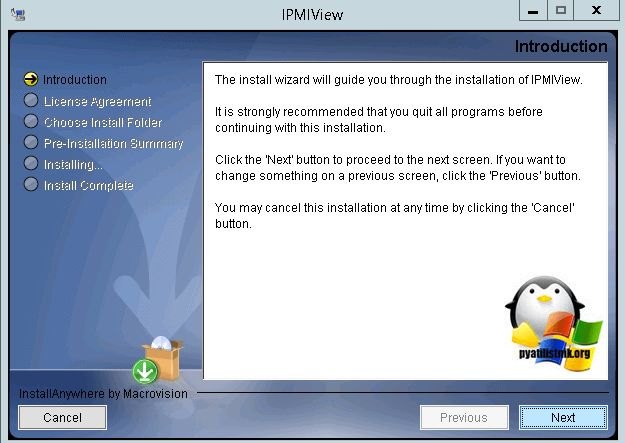 IPMIView
Introduction
Introduction
License Agreement
Choose Install Folder
Pre-Installation Summary
Installing...
Install Complete
The install wizard will guide you through the installation of IPMIView.
It is strongly recommended that you quit all programs before
continuing with this installation.
Click the 'Next' button to proceed to the next screen. If you want to
change something on a previous screen, click the 'Previous' button.
You may cancel this installation at any time by clicking the 'Cancel'
button.
pyatilistnik.org
InstallAnywhere by Macrovision
Cancel
Previous
Next